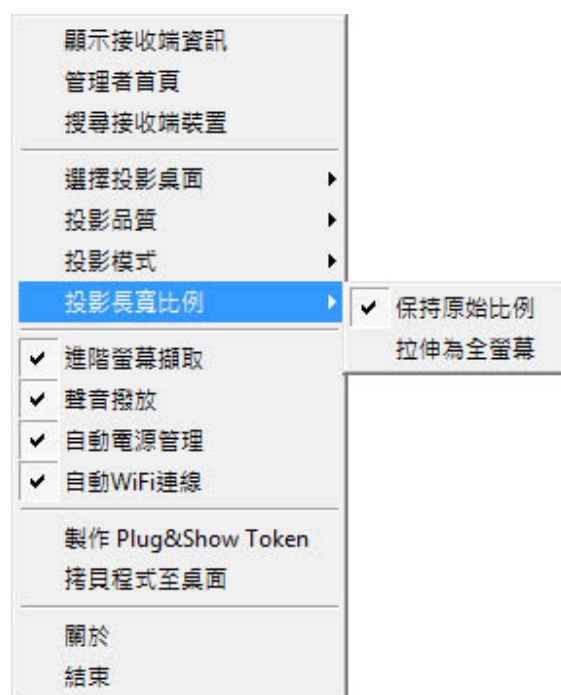 顯示接收端資訊
管理者首頁
搜尋接收端裝置
選擇投影桌面
投影品質
投影模式
投影長寬比例
保持原始比例
拉伸為全螢幕
進階螢幕擷取
聲音撥放
自動電源管理
自動WiFi連線
製作 Plug&Show Token
拷貝程式至桌面
關於
結束